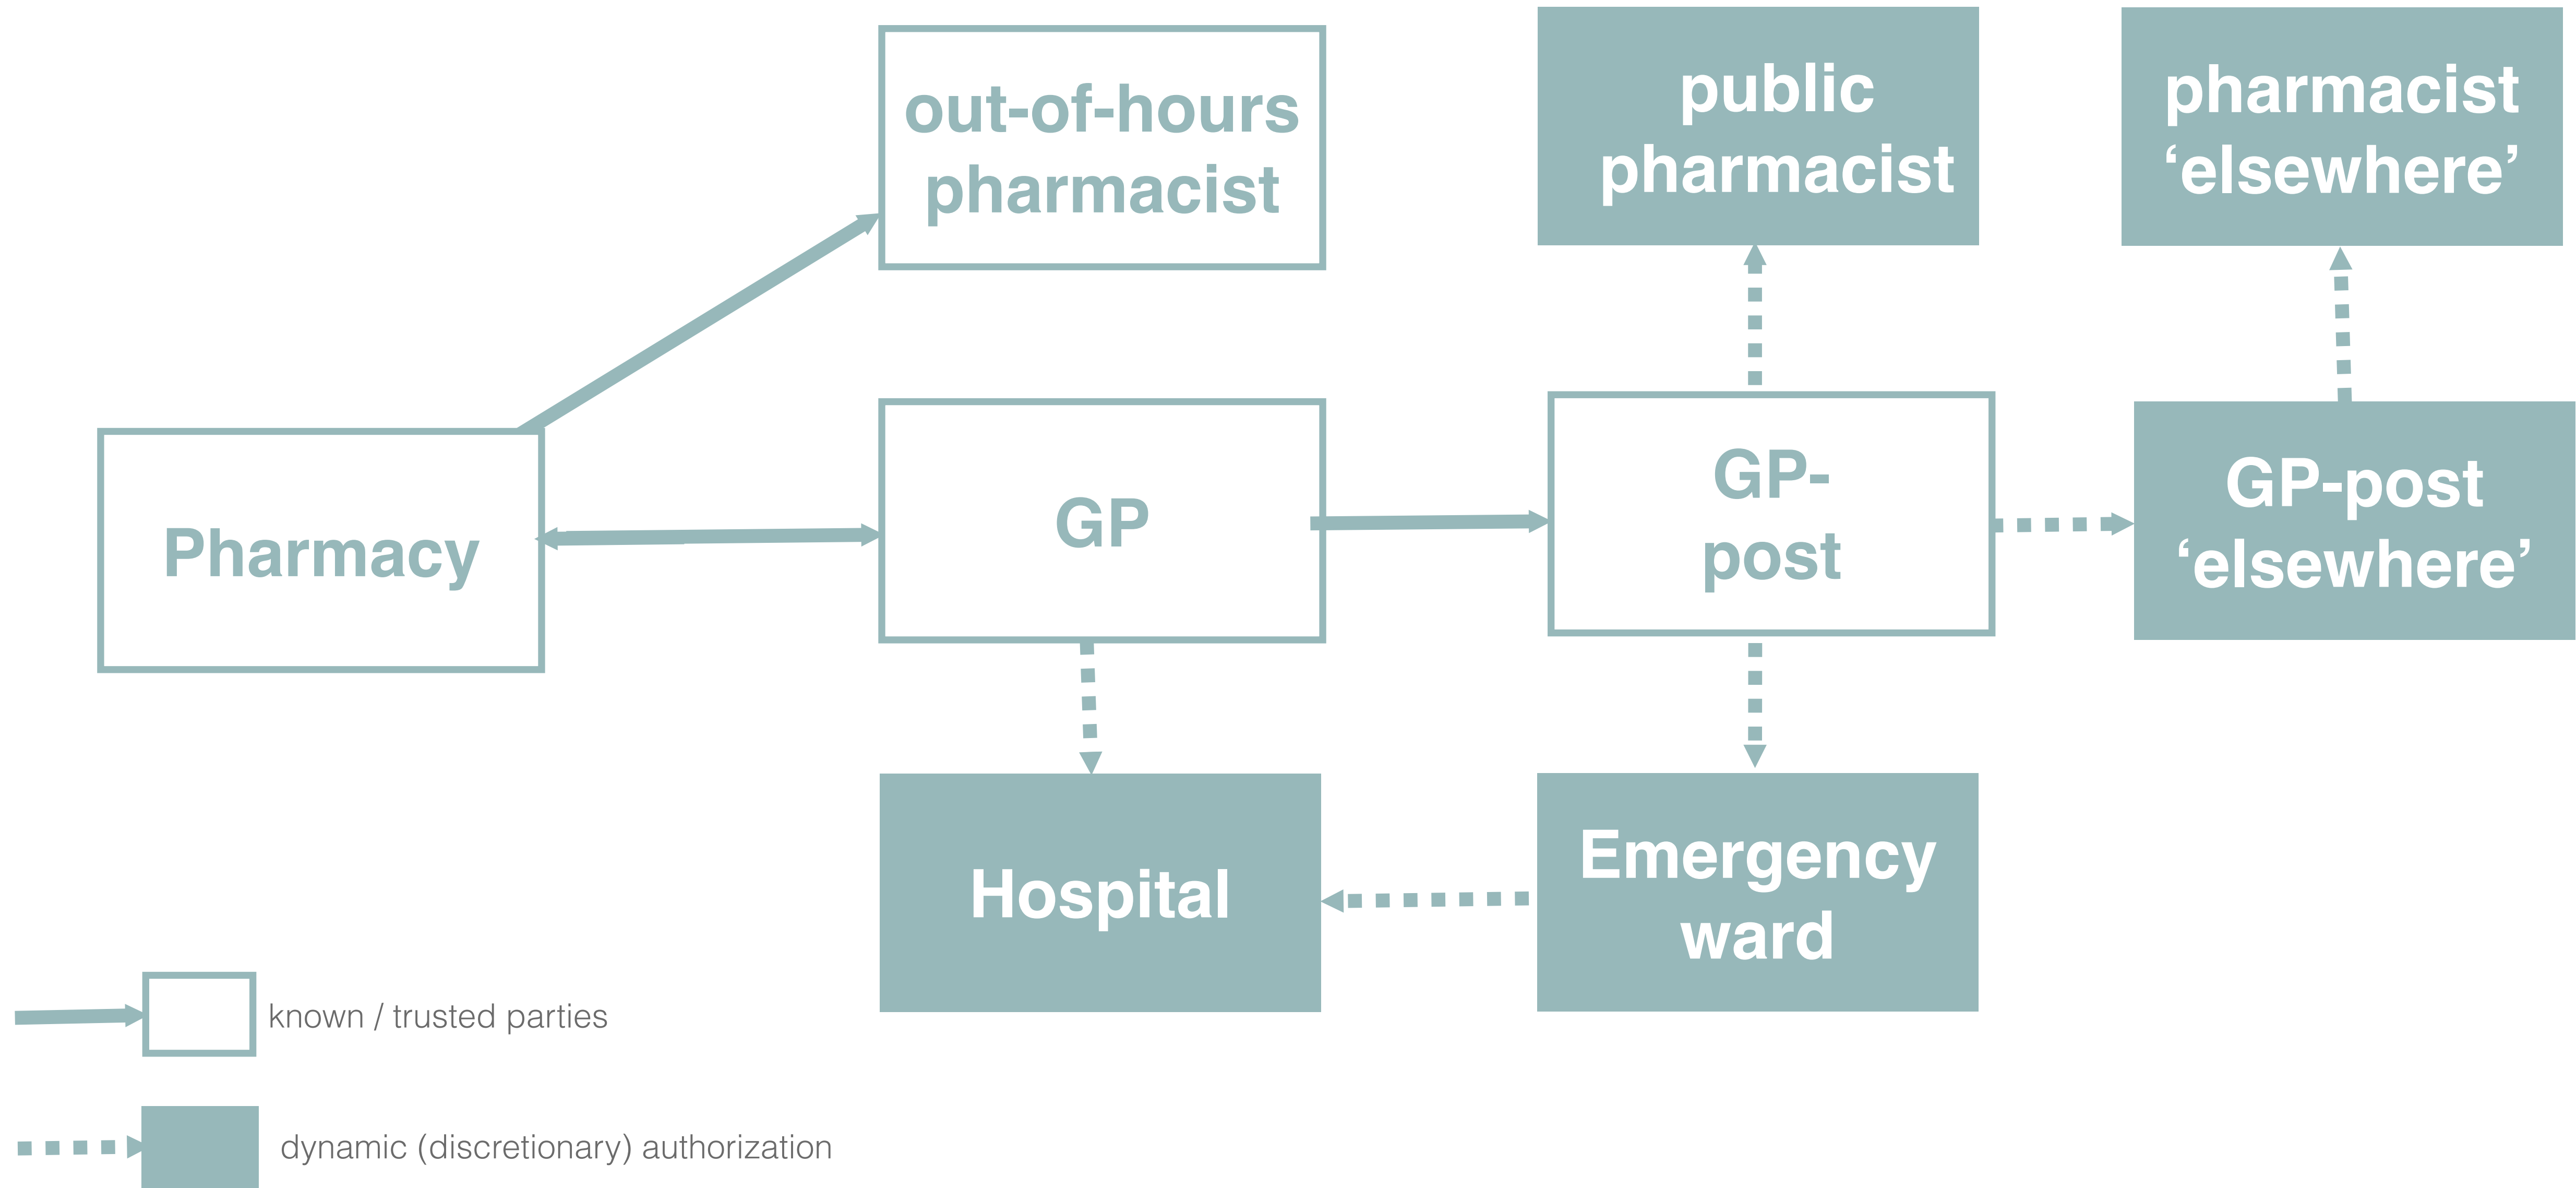 out-of-hours
pharmacist
public
pharmacist
pharmacist
‘elsewhere’
Pharmacy
GP
GP-
post
GP-post
‘elsewhere’
Hospital
Emergency
ward
known / trusted parties
dynamic (discretionary) authorization